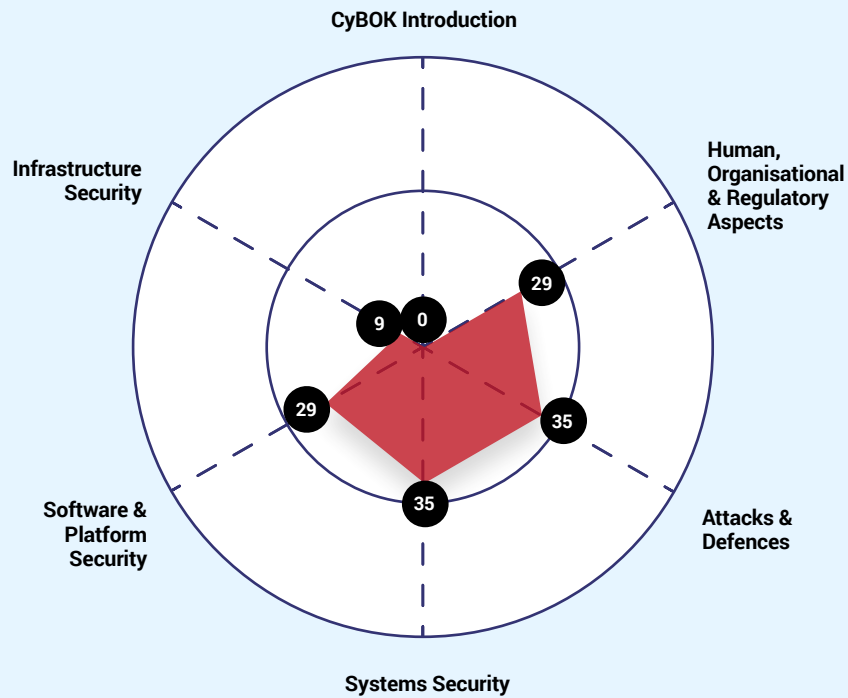 CyBOK Introduction
Human,
Organisational
& Regulatory
Aspects
Infrastructure
Security
29
0
9
29
35
35
Software &
Platform
Security
Attacks &
Defences
Systems Security